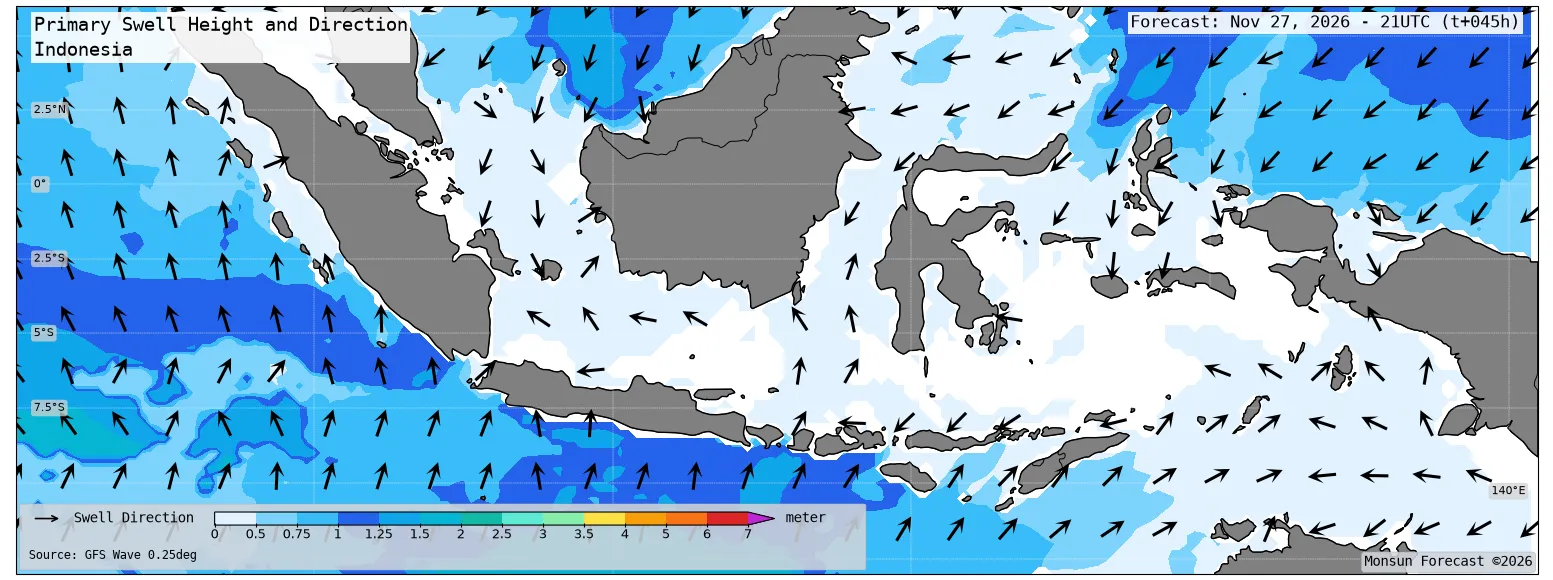 Primary Swell Height and Direction
Indonesia
Forecast: Nov 27, 2026 - 21UTC (t+045h)
2.5°N
0°
2.5°S
5°S
7.5°S
140°E
Swell Direction
0 0.5 0.75 1 1.25 1.5 2 2.5 3 3.5 4 5 6 7
meter
Source: GFS Wave 0.25deg
Monsun Forecast ©2026